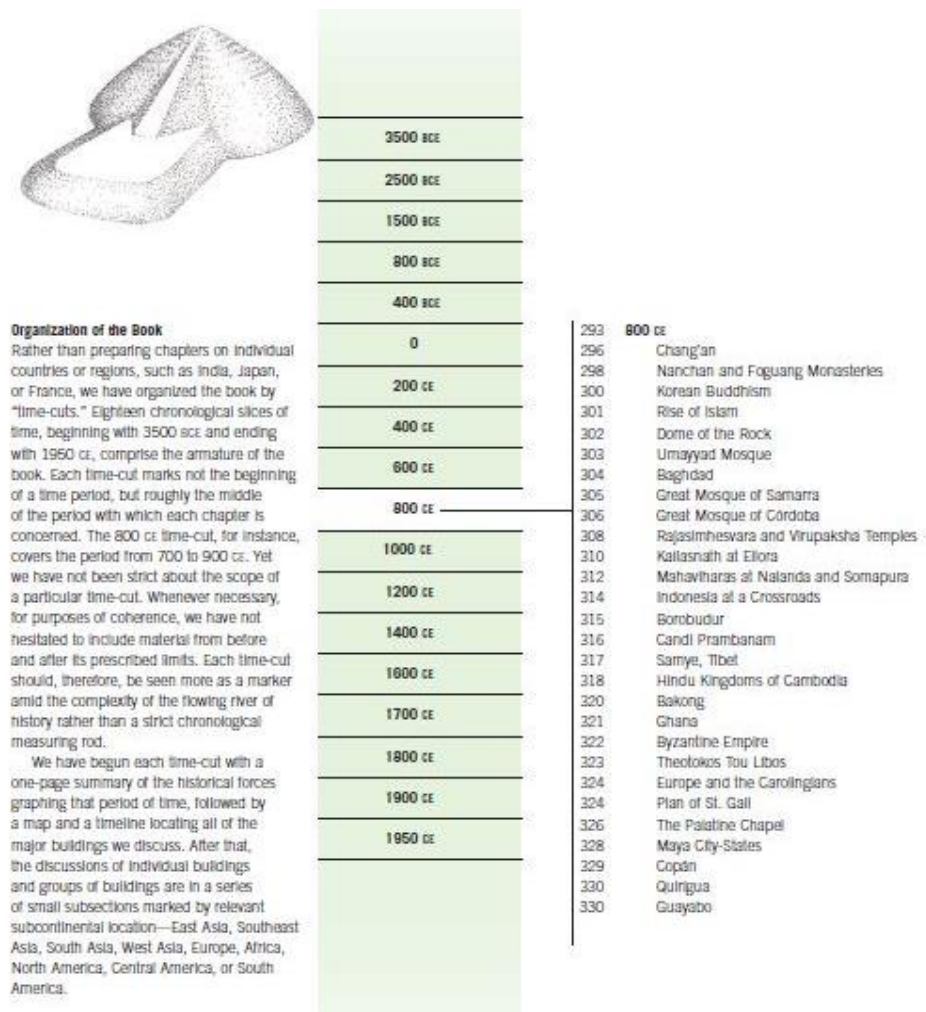 Organization of the Book
Rather than preparing chapters on individual
countries or regions, such as India, Japan,
or France, we have organized the book by
“time-cuts.” Eighteen chronological slices of
time, beginning with 3500 BCE and ending
with 1950 CE, comprise the armature of the
book. Each time-cut marks not the beginning
of a time period, but roughly the middle
of the period with which each chapter is
concerned. The 800 CE time-cut, for instance,
covers the period from 700 to 900 CE. Yet
we have not been strict about the scope of
a particular time-cut. Whenever necessary,
for purposes of coherence, we have not
hesitated to include material from before
and after its prescribed limits. Each time-cut
should, therefore, be seen more as a marker
amid the complexity of the flowing river of
history rather than a strict chronological
measuring rod.
We have begun each time-cut with a
one-page summary of the historical forces
graphing that period of time, followed by
a map and a timeline locating all of the
major buildings we discuss. After that,
the discussions of individual buildings
and groups of buildings are in a series
of small subsections marked by relevant
subcontinental location—East Asia, Southeast
Asia, South Asia, West Asia, Europe, Africa,
North America, Central America, or South
America.
3500 BCE
2500 BCE
1500 BCE
800 BCE
400 BCE
0
200 CE
400 CE
600 CE
800 CE
1000 CE
1200 CE
1400 CE
1600 CE
1700 CE
1800 CE
1900 CE
1950 CE
293 800 CE
296 Chang'an
298 Nanchan and Foguang Monasteries
300 Korean Buddhism
301 Rise of Islam
302 Dome of the Rock
303 Umayyad Mosque
304 Baghdad
305 Great Mosque of Samarra
306 Great Mosque of Córdoba
308 Rajasimhesvara and Virupaksha Temples
310 Kailasnath at Ellora
312 Mahaviharas at Nalanda and Somapura
314 Indonesia at a Crossroads
315 Borobudur
316 Candi Prambanam
317 Samye, Tibet
318 Hindu Kingdoms of Cambodia
320 Bakong
321 Ghana
322 Byzantine Empire
323 Theotokos Tou Libos
324 Europe and the Carolingians
324 Plan of St. Gall
326 The Palatine Chapel
328 Maya City-States
329 Copán
330 Quirigua
330 Guayabo